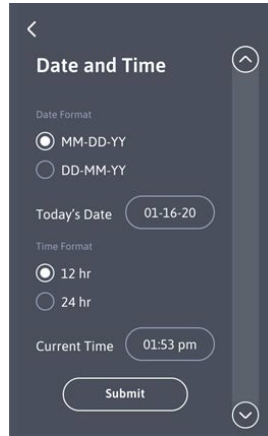 Date and Time
Date Format
MM-DD-YY
DD-MM-YY
Today's Date 01-16-20
Time Format
12 hr
24 hr
Current Time 01:53 pm
Submit